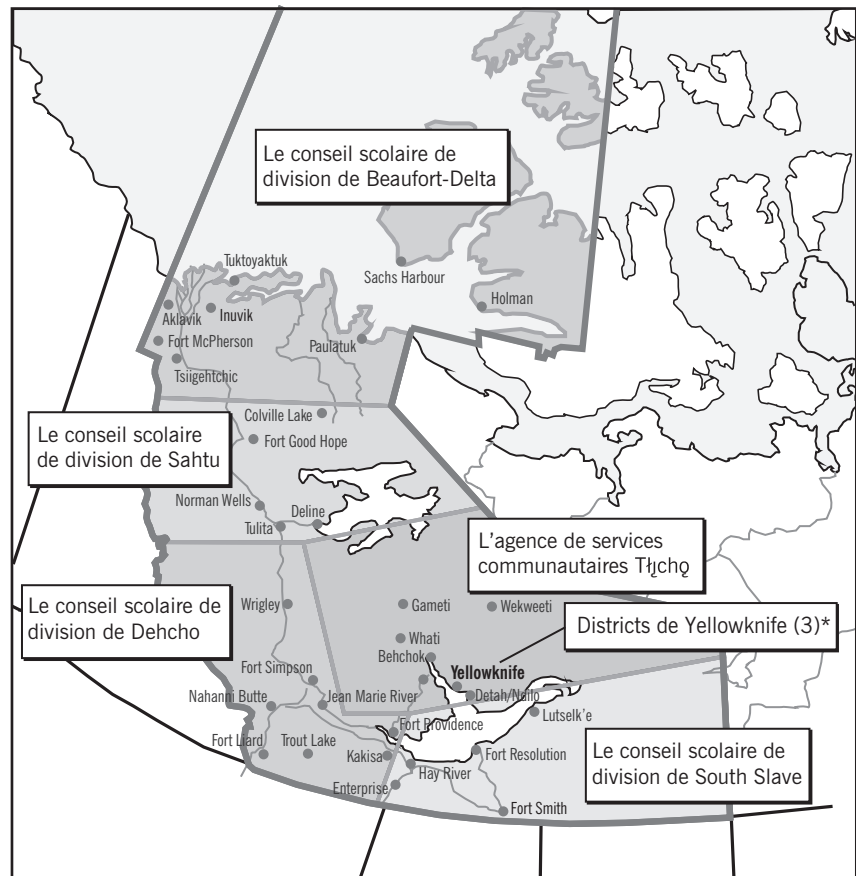 Le conseil scolaire de
division de Beaufort-Delta
Tuktoyaktuk
Sachs Harbour
Holman
Aklavik
Inuvik
Fort McPherson
Paulatuk
Tsiigehtchic
Colville Lake
Le conseil scolaire
de division de Sahtu
Fort Good Hope
Norman Wells
Deline
Tulita
L'agence de services
communautaires Tłı̨chǫ
Le conseil scolaire de
division de Dehcho
Wrigley
Gameti
Wekweeti
Districts de Yellowknife (3)*
Whati
Behchok
Fort Simpson
Yellowknife
Nahanni Butte
Jean Marie River
Detah/Ndilo
Lutselk'e
Fort Providence
Fort Liard
Trout Lake
Kakisa
Fort Resolution
Hay River
Le conseil scolaire de
division de South Slave
Enterprise
Fort Smith